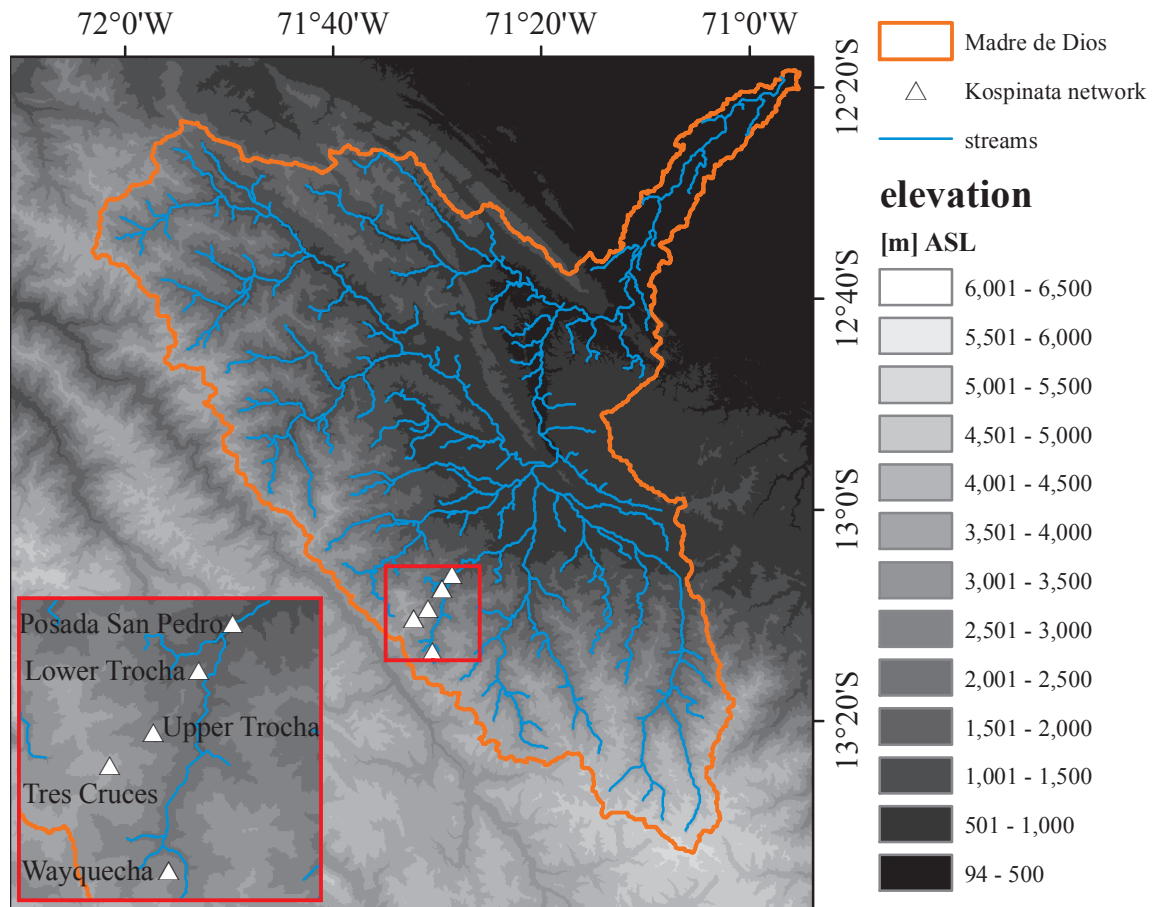 72°0'W 71°40'W 71°20'W 71°0'W
12°20'S
12°40'S
13°0'S
13°20'S
Madre de Dios
Kospinata network
streams
elevation
[m] ASL
6,001 - 6,500
5,501 - 6,000
5,001 - 5,500
4,501 - 5,000
4,001 - 4,500
3,501 - 4,000
3,001 - 3,500
2,501 - 3,000
2,001 - 2,500
1,501 - 2,000
1,001 - 1,500
501 - 1,000
94 - 500
Posada San Pedro
Lower Trocha
Upper Trocha
Tres Cruces
Wayquecha